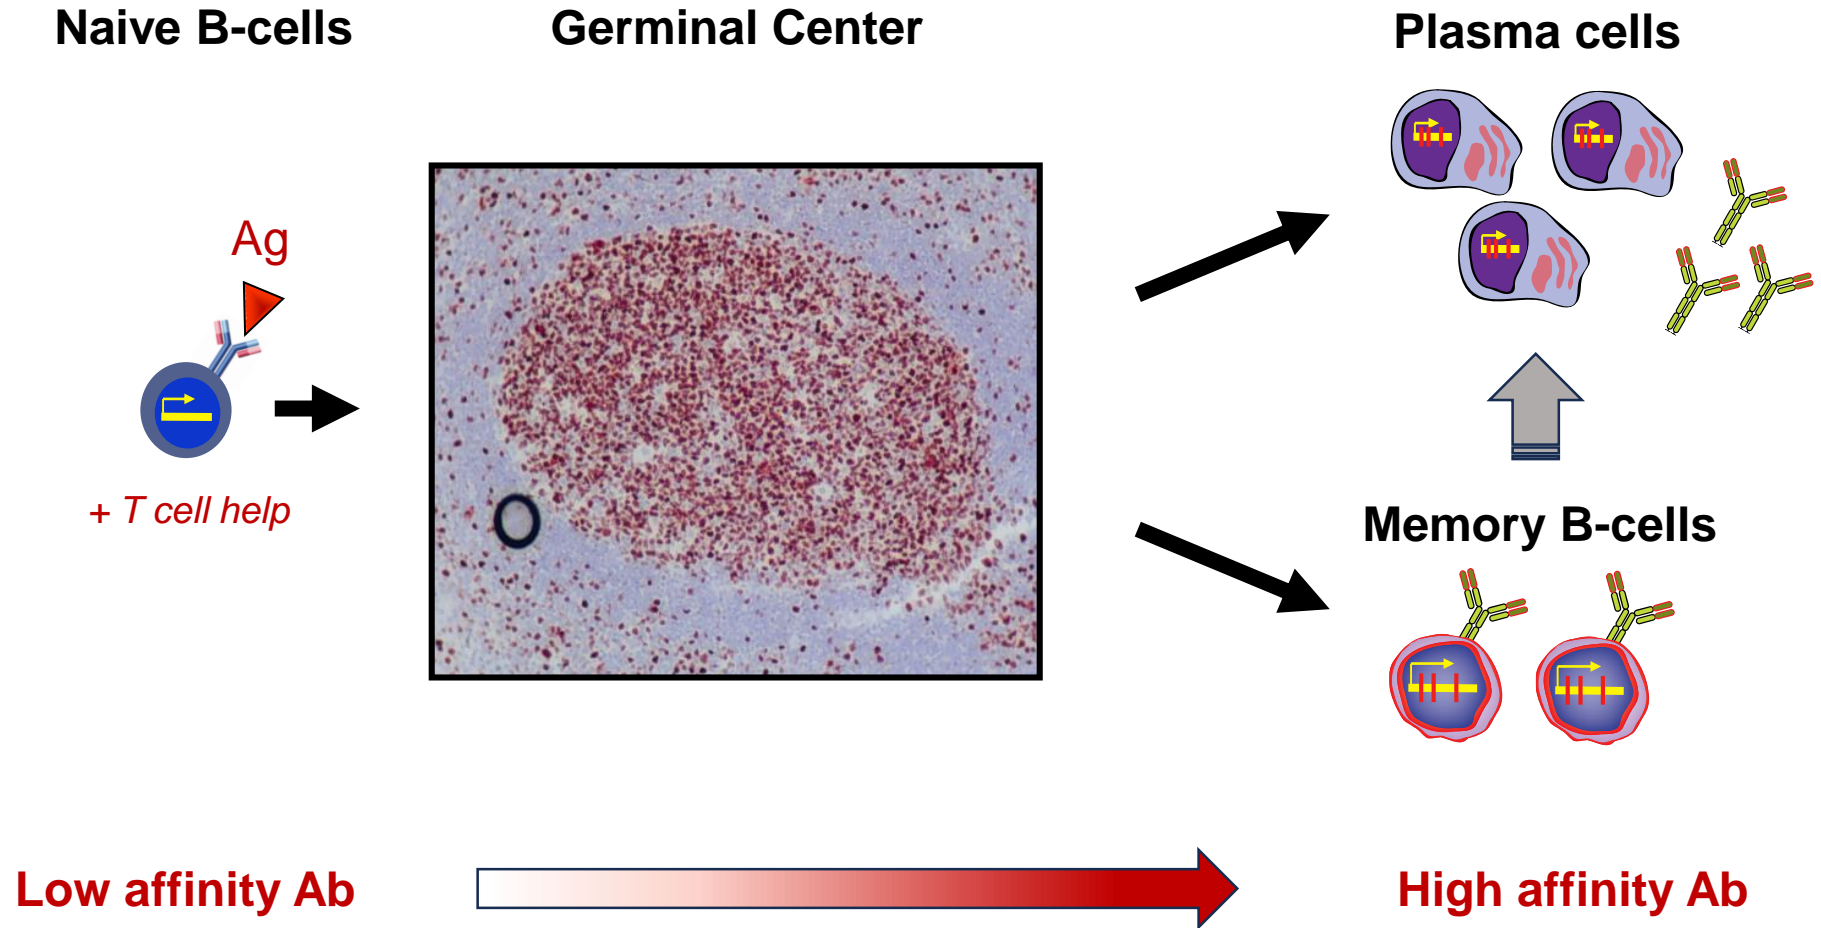 Naive B-cells
Germinal Center
Plasma cells
Ag
+ T cell help
Memory B-cells
Low affinity Ab
High affinity Ab